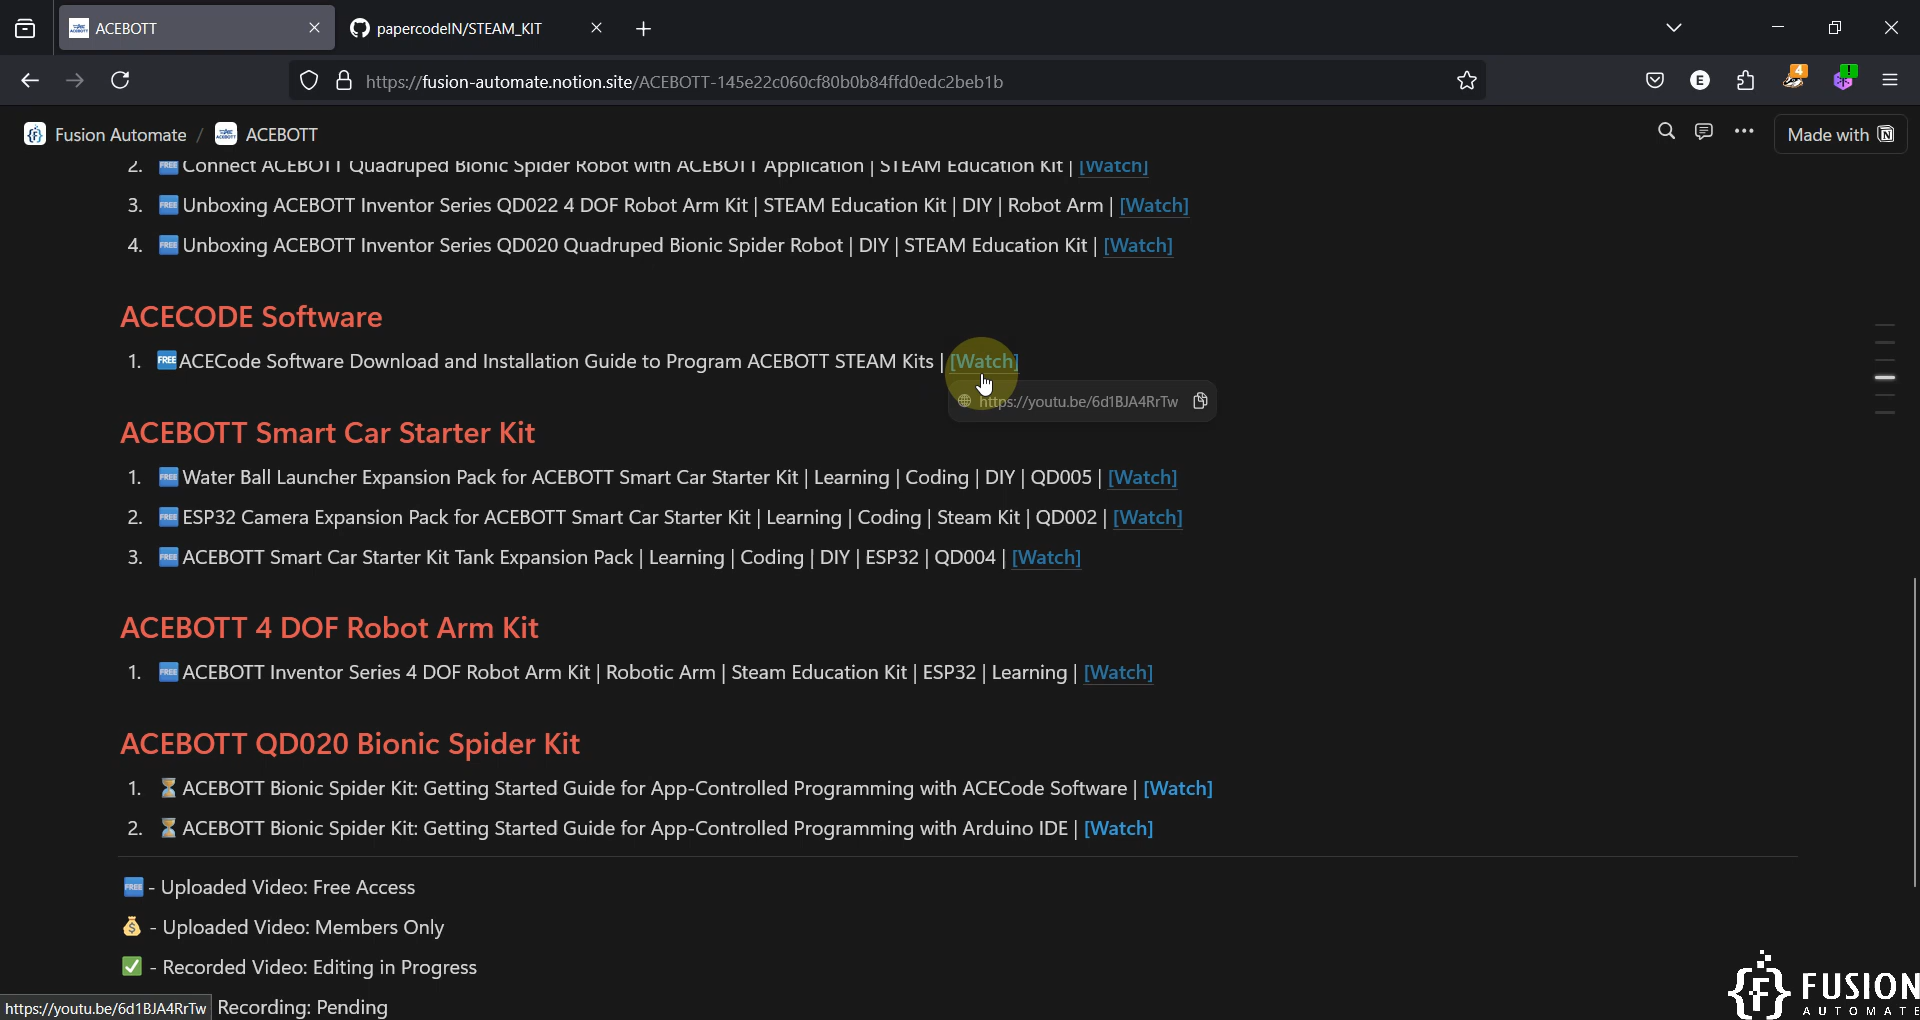 ACEBOTT
papercodeIN/STEAM_KIT
https://fusion-automate.notion.site/ACEBOTT-145e22c060cf80b0b84ffd0edc2beb1b
E
4
Fusion Automate / ACEBOTT
Made with
2. FREE Connect ACEBOTT Quadruped Bionic Spider Robot with ACEBOTT Application | STEAM Education Kit | [Watch]
3. FREE Unboxing ACEBOTT Inventor Series QD022 4 DOF Robot Arm Kit | STEAM Education Kit | DIY | Robot Arm | [Watch]
4. FREE Unboxing ACEBOTT Inventor Series QD020 Quadruped Bionic Spider Robot | DIY | STEAM Education Kit | [Watch]
ACECODE Software
1. FREE ACECode Software Download and Installation Guide to Program ACEBOTT STEAM Kits | [Watch]
https://youtu.be/6d1BJA4RrTw
ACEBOTT Smart Car Starter Kit
1. FREE Water Ball Launcher Expansion Pack for ACEBOTT Smart Car Starter Kit | Learning | Coding | DIY | QD005 | [Watch]
2. FREE ESP32 Camera Expansion Pack for ACEBOTT Smart Car Starter Kit | Learning | Coding | Steam Kit | QD002 | [Watch]
3. FREE ACEBOTT Smart Car Starter Kit Tank Expansion Pack | Learning | Coding | DIY | ESP32 | QD004 | [Watch]
ACEBOTT 4 DOF Robot Arm Kit
1. FREE ACEBOTT Inventor Series 4 DOF Robot Arm Kit | Robotic Arm | Steam Education Kit | ESP32 | Learning | [Watch]
ACEBOTT QD020 Bionic Spider Kit
1. ⌛ ACEBOTT Bionic Spider Kit: Getting Started Guide for App-Controlled Programming with ACECode Software | [Watch]
2. ⌛ ACEBOTT Bionic Spider Kit: Getting Started Guide for App-Controlled Programming with Arduino IDE | [Watch]
FREE - Uploaded Video: Free Access
💰 - Uploaded Video: Members Only
✅ - Recorded Video: Editing in Progress
Recording: Pending
https://youtu.be/6d1BJA4RrTw
FUSION
AUTOMATE